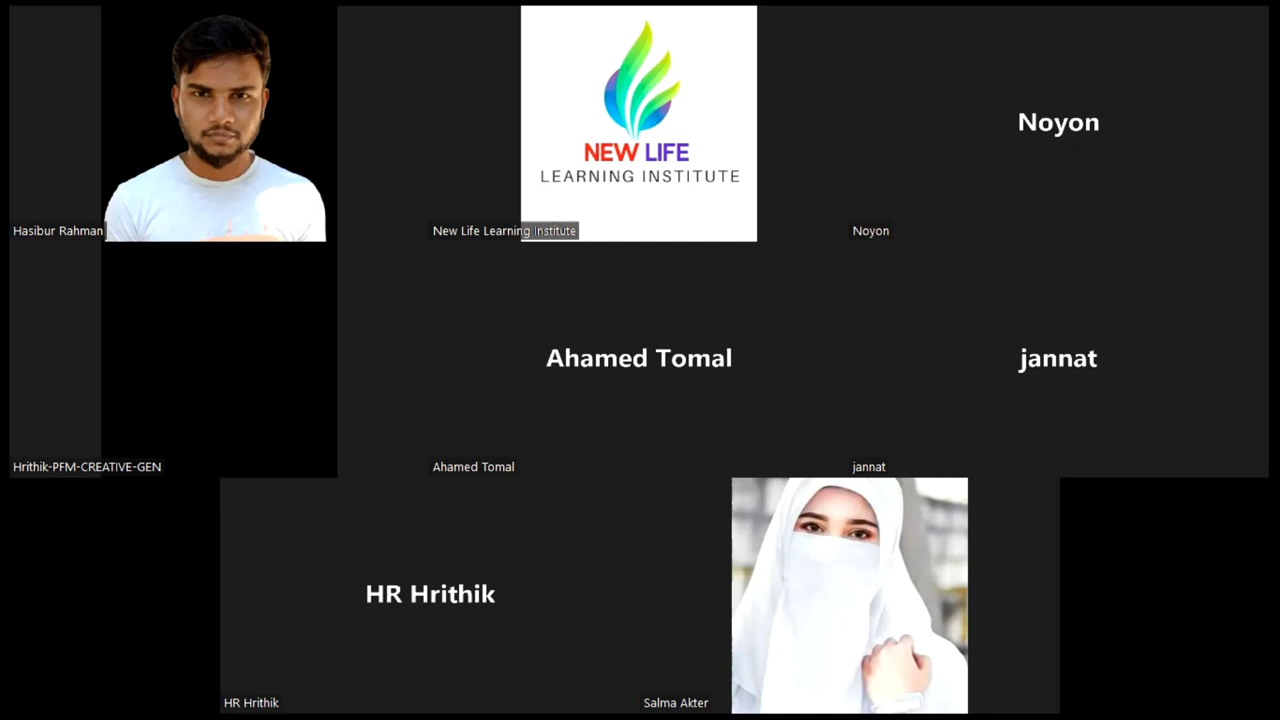 NEW LIFE
LEARNING INSTITUTE
Noyon
Hasibur Rahman
New Life Learning Institute
Noyon
Ahamed Tomal
jannat
Hrithik-PFM-CREATIVE-GEN
Ahamed Tomal
jannat
HR Hrithik
HR Hrithik
Salma Akter